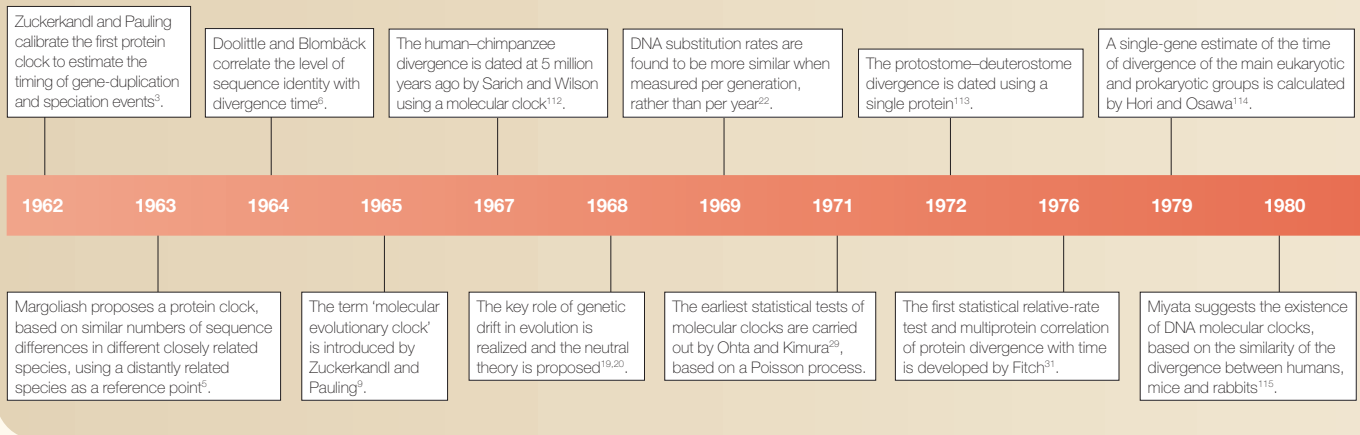 Zuckerkandl and Pauling
calibrate the first protein
clock to estimate the
timing of gene-duplication
and speciation events³.
Doolittle and Blombäck
correlate the level of
sequence identity with
divergence time⁶.
The human–chimpanzee
divergence is dated at 5 million
years ago by Sarich and Wilson
using a molecular clock¹¹².
DNA substitution rates are
found to be more similar when
measured per generation,
rather than per year²².
The protostome–deuterostome
divergence is dated using a
single protein¹¹³.
A single-gene estimate of the time
of divergence of the main eukaryotic
and prokaryotic groups is calculated
by Hori and Osawa¹¹⁴.
1962 1963 1964 1965 1967 1968 1969 1971 1972 1976 1979 1980
Margoliash proposes a protein clock,
based on similar numbers of sequence
differences in different closely related
species, using a distantly related
species as a reference point⁵.
The term ‘molecular
evolutionary clock’
is introduced by
Zuckerkandl and
Pauling⁹.
The key role of genetic
drift in evolution is
realized and the neutral
theory is proposed¹⁹,²⁰.
The earliest statistical tests of
molecular clocks are carried
out by Ohta and Kimura²⁹,
based on a Poisson process.
The first statistical relative-rate
test and multiprotein correlation
of protein divergence with time
is developed by Fitch³¹.
Miyata suggests the existence
of DNA molecular clocks,
based on the similarity of the
divergence between humans,
mice and rabbits¹¹⁵.